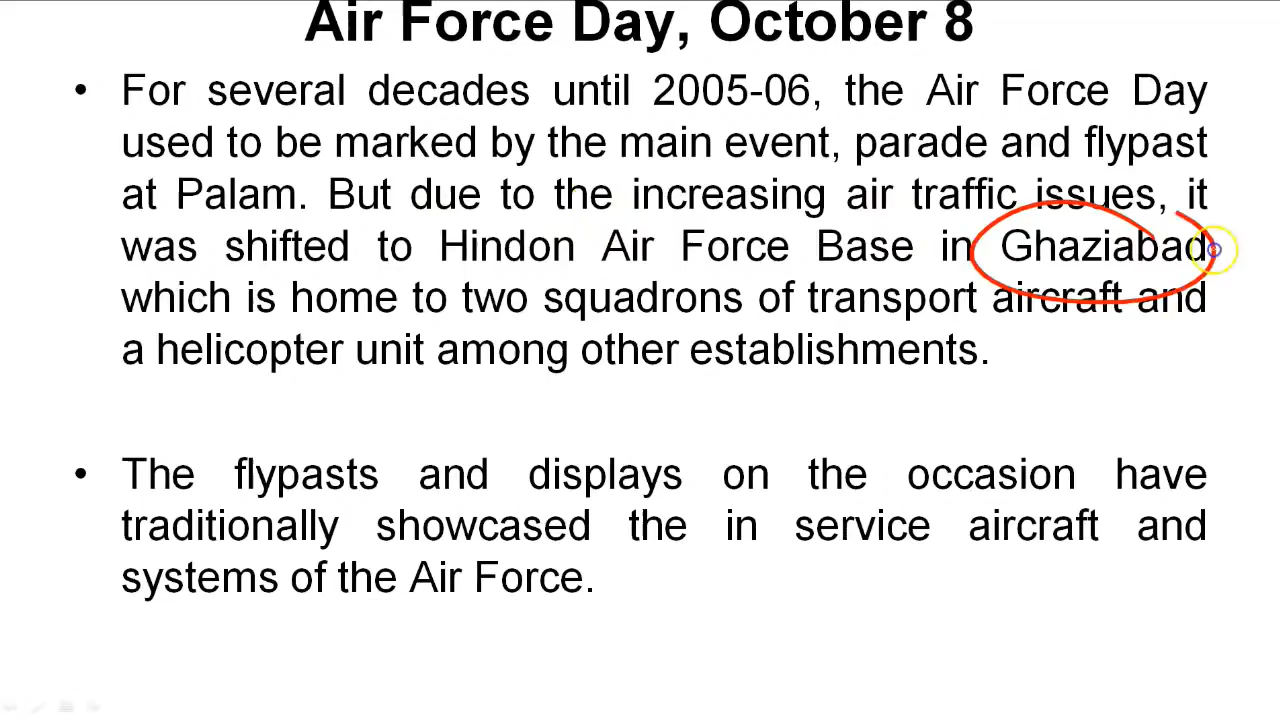 Air Force Day, October 8
• For several decades until 2005-06, the Air Force Day
used to be marked by the main event, parade and flypast
at Palam. But due to the increasing air traffic issues, it
was shifted to Hindon Air Force Base in Ghaziabad
which is home to two squadrons of transport aircraft and
a helicopter unit among other establishments.
• The flypasts and displays on the occasion have
traditionally showcased the in service aircraft and
systems of the Air Force.